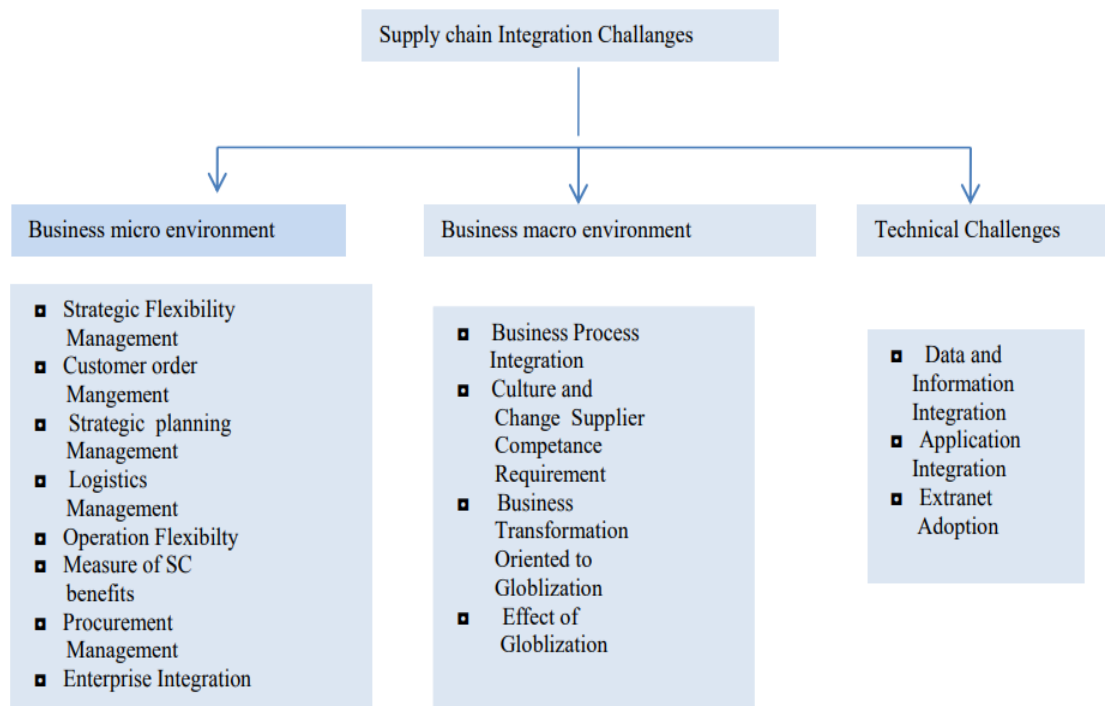 Supply chain Integration Challanges
Business micro environment
Strategic Flexibility
Management
Customer order
Mangement
Strategic planning
Management
Logistics
Management
Operation Flexibilty
Measure of SC
benefits
Procurement
Management
Enterprise Integration
Business macro environment
Business Process
Integration
Culture and
Change Supplier
Competance
Requirement
Business
Transformation
Oriented to
Globlization
Effect of
Globlization
Technical Challenges
Data and
Information
Integration
Application
Integration
Extranet
Adoption